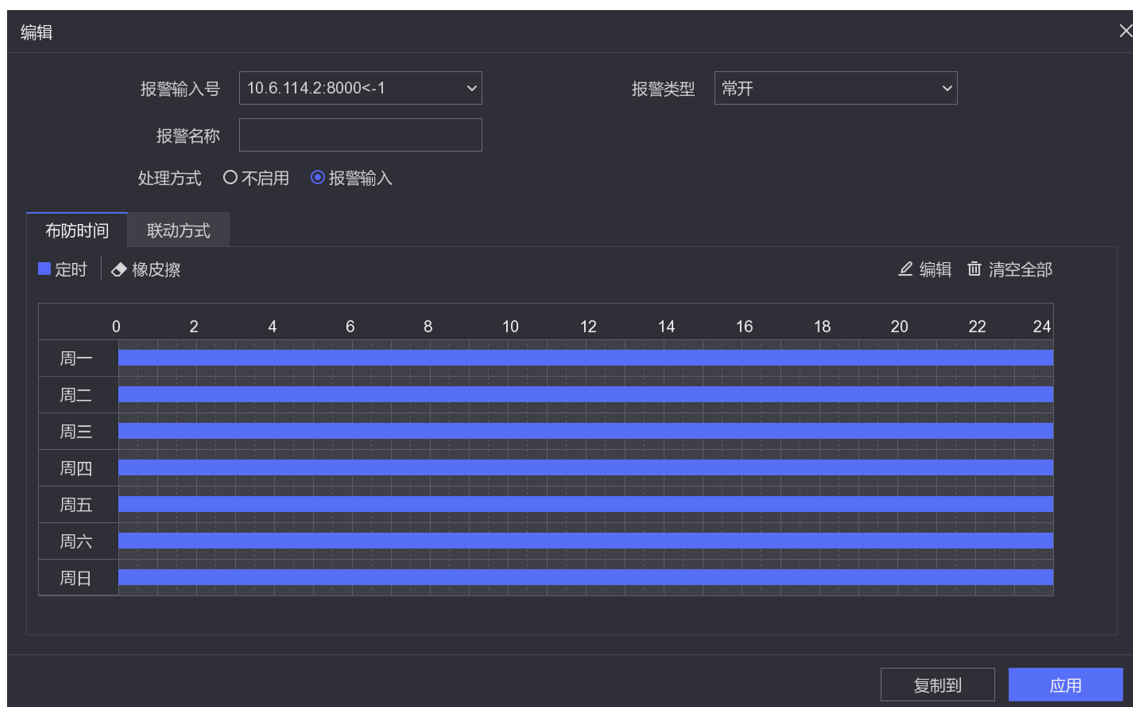 编辑
报警输入号 10.6.114.2:8000<-1 报警类型 常开
报警名称
处理方式 不启用 报警输入
布防时间 联动方式
定时 橡皮擦 编辑 清空全部
0 2 4 6 8 10 12 14 16 18 20 22 24
周一
周二
周三
周四
周五
周六
周日
复制到 应用